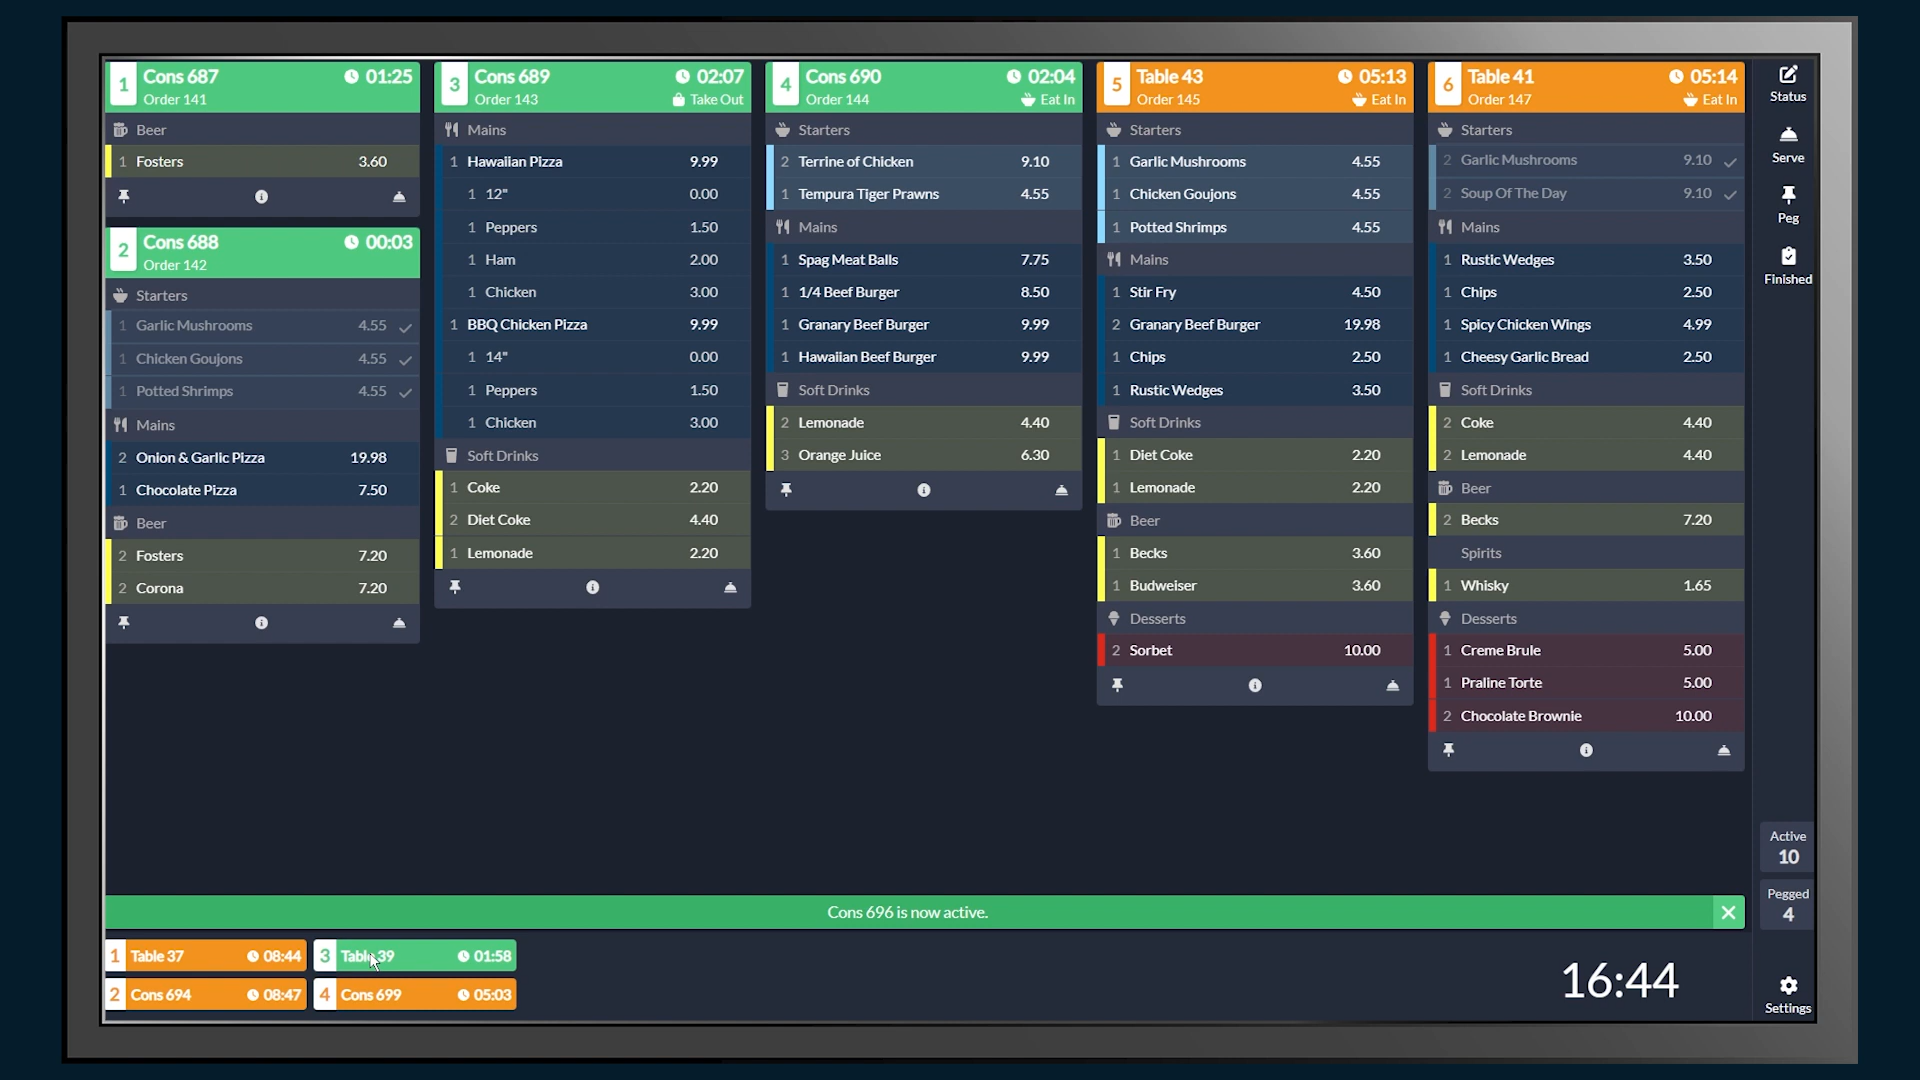 1 Cons 687 01:25
Order 141
Beer
1 Fosters 3.60
2 Cons 688 00:03
Order 142
Starters
1 Garlic Mushrooms 4.55
1 Chicken Goujons 4.55
1 Potted Shrimps 4.55
Mains
2 Onion & Garlic Pizza 19.98
1 Chocolate Pizza 7.50
Beer
2 Fosters 7.20
2 Corona 7.20
3 Cons 689 02:07
Order 143 Take Out
Mains
1 Hawaiian Pizza 9.99
1 12" 0.00
1 Peppers 1.50
1 Ham 2.00
1 Chicken 3.00
1 BBQ Chicken Pizza 9.99
1 14" 0.00
1 Peppers 1.50
1 Chicken 3.00
Soft Drinks
1 Coke 2.20
2 Diet Coke 4.40
1 Lemonade 2.20
4 Cons 690 02:04
Order 144 Eat In
Starters
2 Terrine of Chicken 9.10
1 Tempura Tiger Prawns 4.55
Mains
1 Spag Meat Balls 7.75
1 1/4 Beef Burger 8.50
1 Granary Beef Burger 9.99
1 Hawaiian Beef Burger 9.99
Soft Drinks
2 Lemonade 4.40
3 Orange Juice 6.30
5 Table 43 05:13
Order 145 Eat In
Starters
1 Garlic Mushrooms 4.55
1 Chicken Goujons 4.55
1 Potted Shrimps 4.55
Mains
1 Stir Fry 4.50
2 Granary Beef Burger 19.98
1 Chips 2.50
1 Rustic Wedges 3.50
Soft Drinks
1 Diet Coke 2.20
1 Lemonade 2.20
Beer
1 Becks 3.60
1 Budweiser 3.60
Desserts
2 Sorbet 10.00
6 Table 41 05:14
Order 147 Eat In
Starters
2 Garlic Mushrooms 9.10
2 Soup Of The Day 9.10
Mains
1 Rustic Wedges 3.50
1 Chips 2.50
1 Spicy Chicken Wings 4.99
1 Cheesy Garlic Bread 2.50
Soft Drinks
2 Coke 4.40
2 Lemonade 4.40
Beer
2 Becks 7.20
Spirits
1 Whisky 1.65
Desserts
1 Creme Brule 5.00
1 Praline Torte 5.00
2 Chocolate Brownie 10.00
Status
Serve
Peg
Finished
Active
10
Pegged
4
Cons 696 is now active.
1 Table 37 08:44
3 Table 39 01:58
2 Cons 694 08:47
4 Cons 699 05:03
16:44
Settings